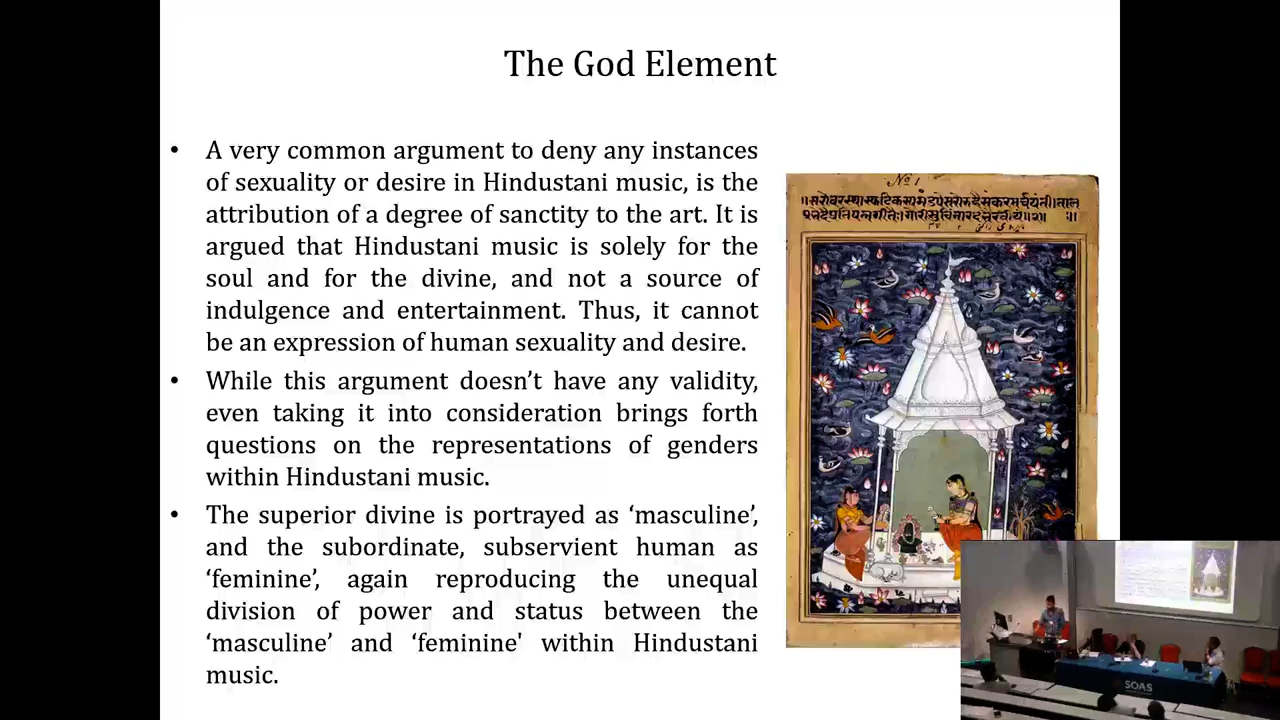 The God Element
• A very common argument to deny any instances
of sexuality or desire in Hindustani music, is the
attribution of a degree of sanctity to the art. It is
argued that Hindustani music is solely for the
soul and for the divine, and not a source of
indulgence and entertainment. Thus, it cannot
be an expression of human sexuality and desire.
• While this argument doesn’t have any validity,
even taking it into consideration brings forth
questions on the representations of genders
within Hindustani music.
• The superior divine is portrayed as ‘masculine’,
and the subordinate, subservient human as
‘feminine’, again reproducing the unequal
division of power and status between the
‘masculine’ and ‘feminine' within Hindustani
music.
No 1
SOAS